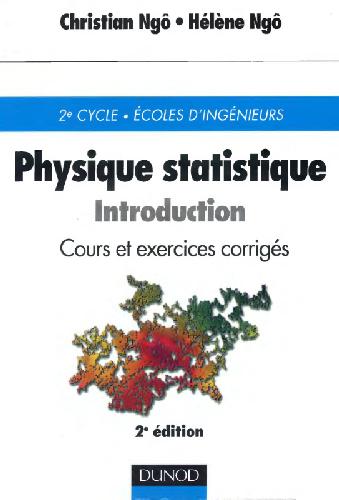 Christian Ngô • Hélène Ngô
2e CYCLE • ÉCOLES D'INGÉNIEURS
Physique statistique
Introduction
Cours et exercices corrigés
2e édition
DUNOD